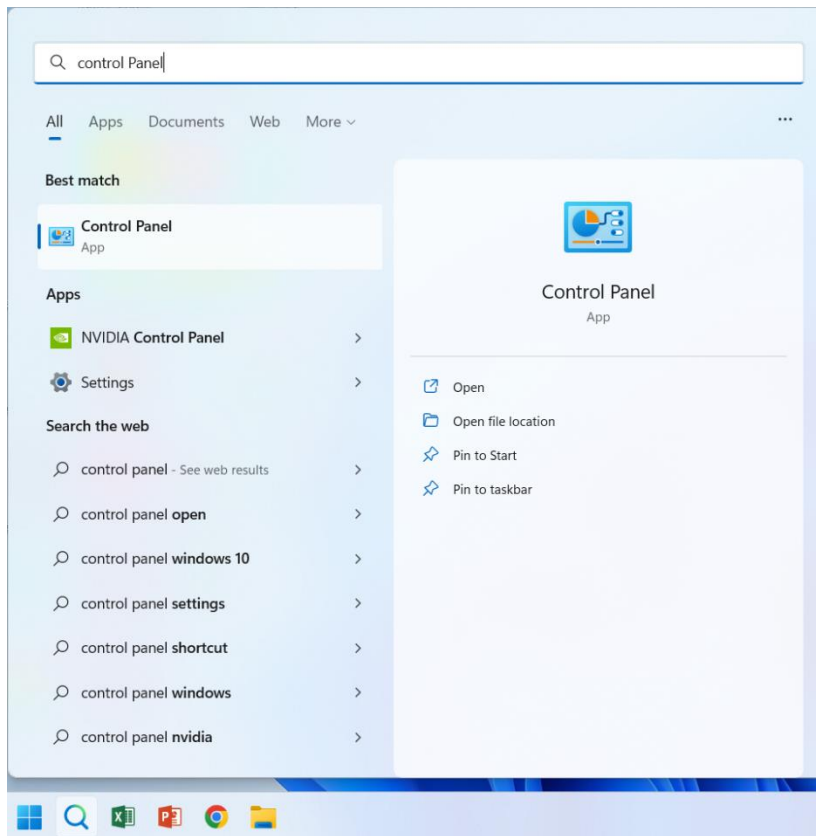 control Panel
All Apps Documents Web More
Best match
Control Panel
App
Apps
NVIDIA Control Panel
Settings
Search the web
control panel - See web results
control panel open
control panel windows 10
control panel settings
control panel shortcut
control panel windows
control panel nvidia
Control Panel
App
Open
Open file location
Pin to Start
Pin to taskbar
X
P